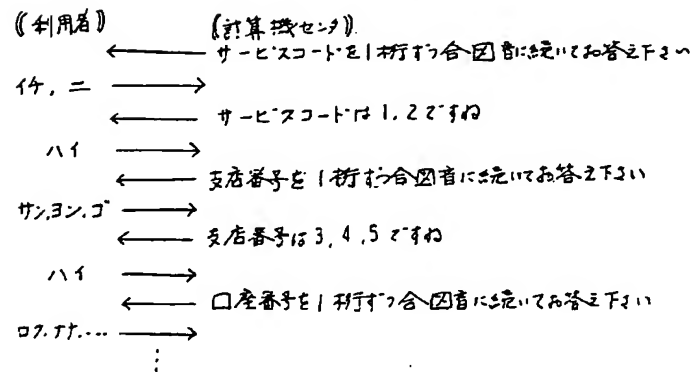 《利用者》 《計算機センタ》
← サービスコードを1桁ずつ合図音に続いてお答え下さい
イチ, ニ →
← サービスコードは1,2ですね
ハイ →
← 支店番号を1桁ずつ合図音に続いてお答え下さい
サン,ヨン,ゴ →
← 支店番号は3,4,5ですね
ハイ →
← 口座番号を1桁ずつ合図音に続いてお答え下さい
ロク,ナナ,… →
⋮